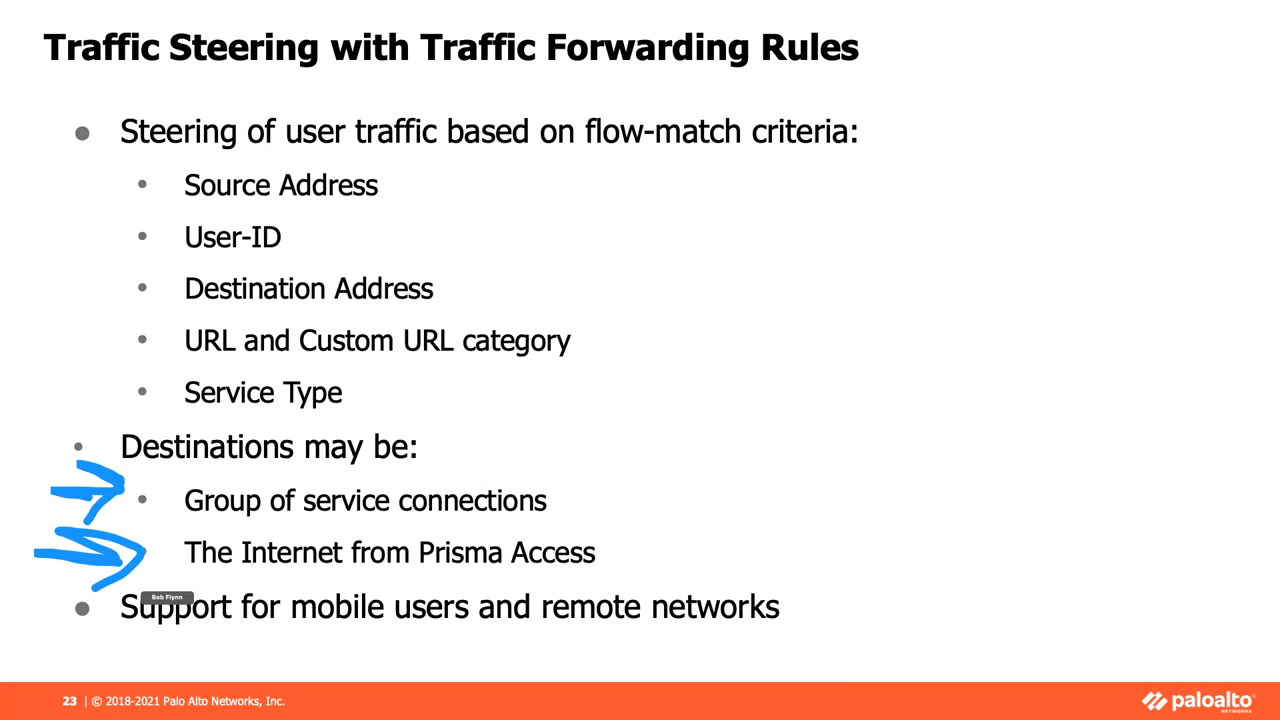 Traffic Steering with Traffic Forwarding Rules
● Steering of user traffic based on flow-match criteria:
• Source Address
• User-ID
• Destination Address
• URL and Custom URL category
• Service Type
• Destinations may be:
• Group of service connections
The Internet from Prisma Access
Bob Flynn
● Support for mobile users and remote networks
23 | © 2018-2021 Palo Alto Networks, Inc.
paloalto
NETWORKS